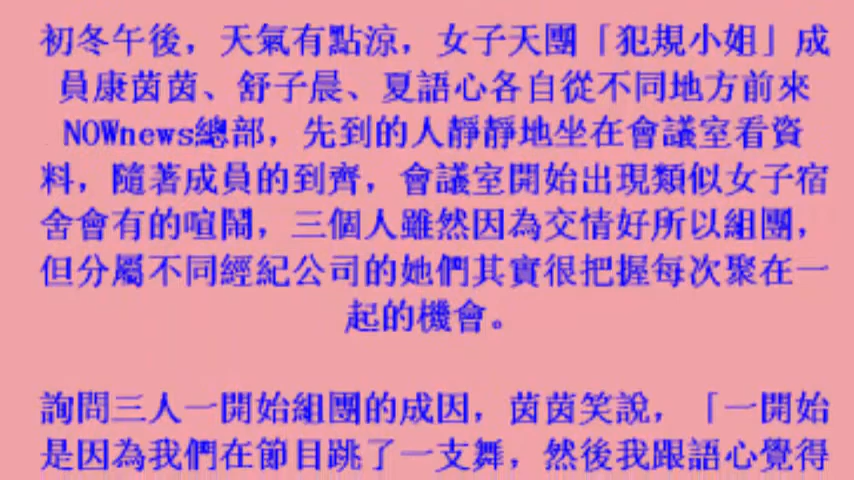 初冬午後，天氣有點涼，女子天團「犯規小姐」成
員康茵茵、舒子晨、夏語心各自從不同地方前來
NOWnews總部，先到的人靜靜地坐在會議室看資
料，隨著成員的到齊，會議室開始出現類似女子宿
舍會有的喧鬧，三個人雖然因為交情好所以組團，
但分屬不同經紀公司的她們其實很把握每次聚在一
起的機會。
詢問三人一開始組團的成因，茵茵笑說，「一開始
是因為我們在節目跳了一支舞，然後我跟語心覺得